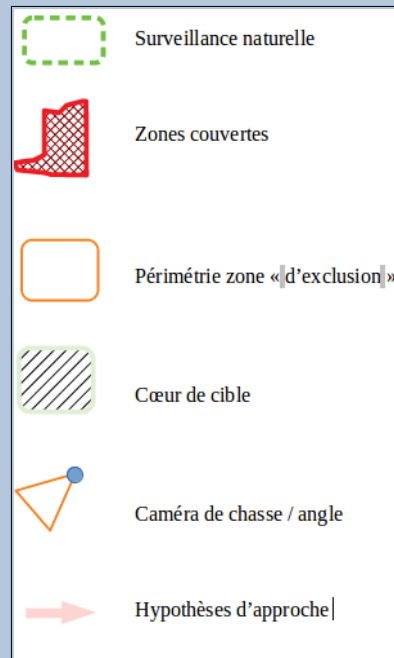 Surveillance naturelle
Zones couvertes
Périmétrie zone « d’exclusion »
Cœur de cible
Caméra de chasse / angle
Hypothèses d’approche